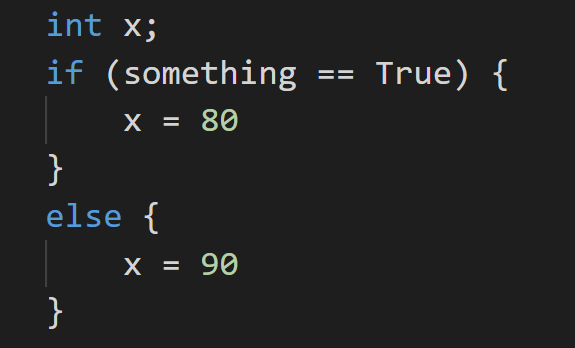 int x;
if (something == True) {
    x = 80
}
else {
    x = 90
}